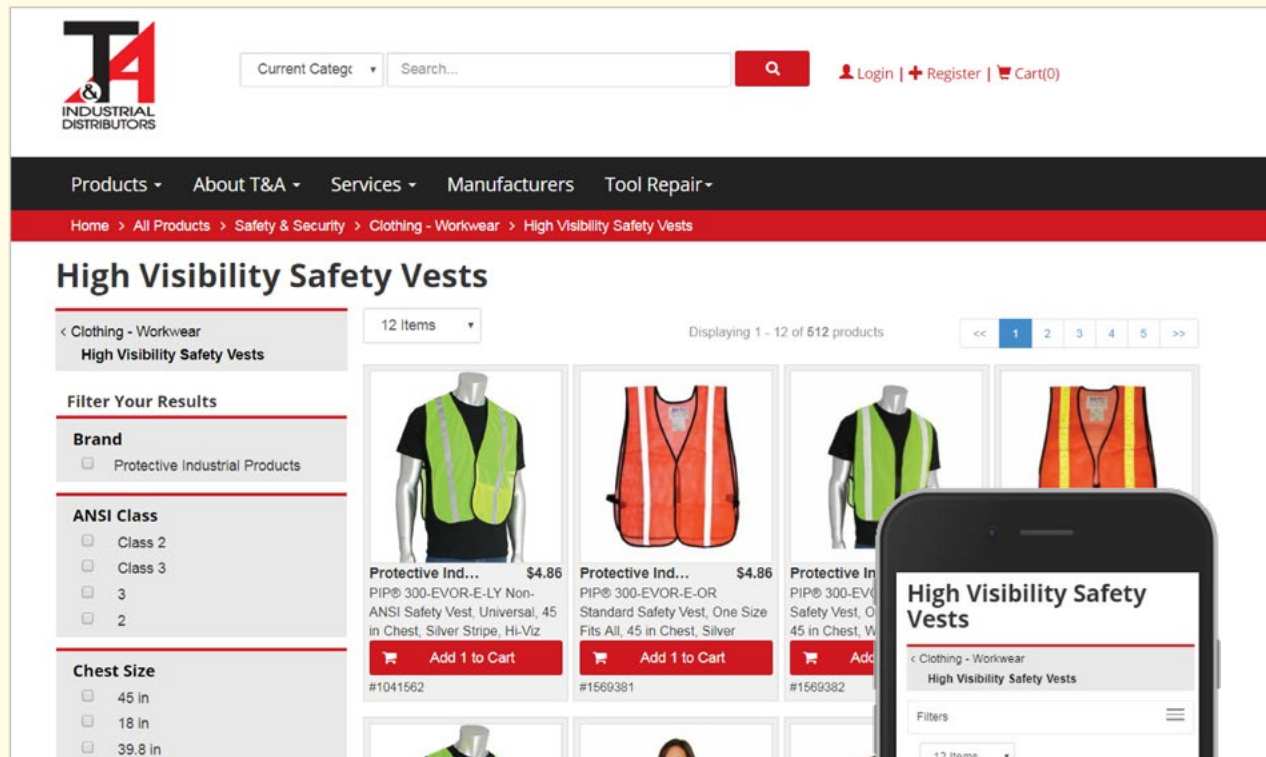 T&A
INDUSTRIAL
DISTRIBUTORS
Current Catego
Search...
Login | Register | Cart(0)
Products
About T&A
Services
Manufacturers
Tool Repair
Home > All Products > Safety & Security > Clothing - Workwear > High Visibility Safety Vests
High Visibility Safety Vests
< Clothing - Workwear
High Visibility Safety Vests
12 Items
Displaying 1 - 12 of 512 products
<< 1 2 3 4 5 >>
Filter Your Results
Brand
Protective Industrial Products
ANSI Class
Class 2
Class 3
3
2
Chest Size
45 in
18 in
39.8 in
Protective Ind... $4.86
PIP® 300-EVOR-E-LY Non-
ANSI Safety Vest, Universal, 45
in Chest, Silver Stripe, Hi-Viz
Add 1 to Cart
#1041562
Protective Ind... $4.86
PIP® 300-EVOR-E-OR
Standard Safety Vest, One Size
Fits All, 45 in Chest, Silver
Add 1 to Cart
#1569381
Protective In
PIP® 300-EV
Safety Vest, O
45 in Chest, W
Add
#1569382
High Visibility Safety
Vests
< Clothing - Workwear
High Visibility Safety Vests
Filters
12 Items